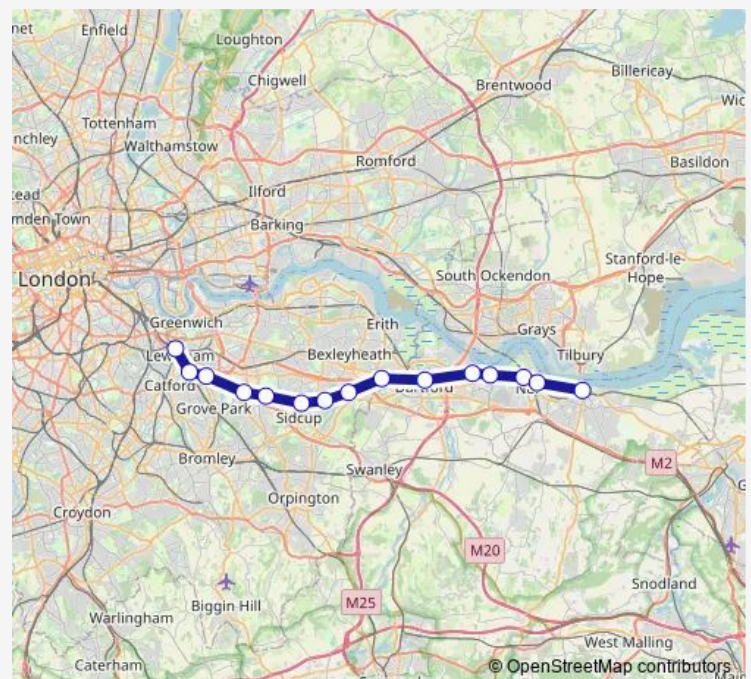 net
Enfield
Loughton
Billericay
Chigwell
Brentwood
Wic
Tottenham
nchley
Walthamstow
Romford
Basildon
ead
Ilford
mden Town
Barking
Stanford-le-
Hope
London
South Ockendon
Greenwich
Erith
Grays
Bexleyheath
Tilbury
Catford
Grove Park
Sidcup
Bromley
Swanley
M2
Orpington
Croydon
M20
Snodland
Biggin Hill
M25
Warlingham
West Malling
Caterham
© OpenStreetMap contributors